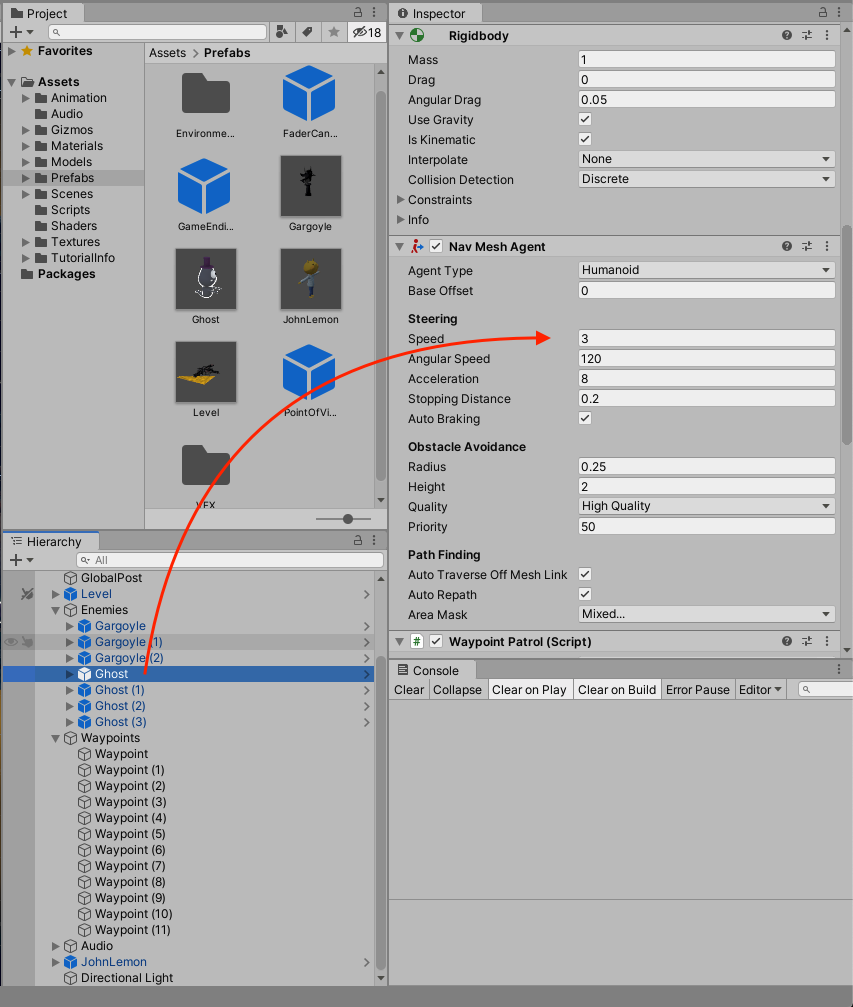 Project
18
Favorites
Assets
Animation
Audio
Gizmos
Materials
Models
Prefabs
Scenes
Scripts
Shaders
Textures
TutorialInfo
Packages
Assets > Prefabs
Environme...
FaderCan...
GameEndi...
Gargoyle
Ghost
JohnLemon
Level
PointOfVi...
VFX
Hierarchy
All
GlobalPost
Level
Enemies
Gargoyle
Gargoyle (1)
Gargoyle (2)
Ghost
Ghost (1)
Ghost (2)
Ghost (3)
Waypoints
Waypoint
Waypoint (1)
Waypoint (2)
Waypoint (3)
Waypoint (4)
Waypoint (5)
Waypoint (6)
Waypoint (7)
Waypoint (8)
Waypoint (9)
Waypoint (10)
Waypoint (11)
Audio
JohnLemon
Directional Light
Inspector
Rigidbody
Mass 1
Drag 0
Angular Drag 0.05
Use Gravity
Is Kinematic
Interpolate None
Collision Detection Discrete
Constraints
Info
Nav Mesh Agent
Agent Type Humanoid
Base Offset 0
Steering
Speed 3
Angular Speed 120
Acceleration 8
Stopping Distance 0.2
Auto Braking
Obstacle Avoidance
Radius 0.25
Height 2
Quality High Quality
Priority 50
Path Finding
Auto Traverse Off Mesh Link
Auto Repath
Area Mask Mixed...
# Waypoint Patrol (Script)
Console
Clear Collapse Clear on Play Clear on Build Error Pause Editor